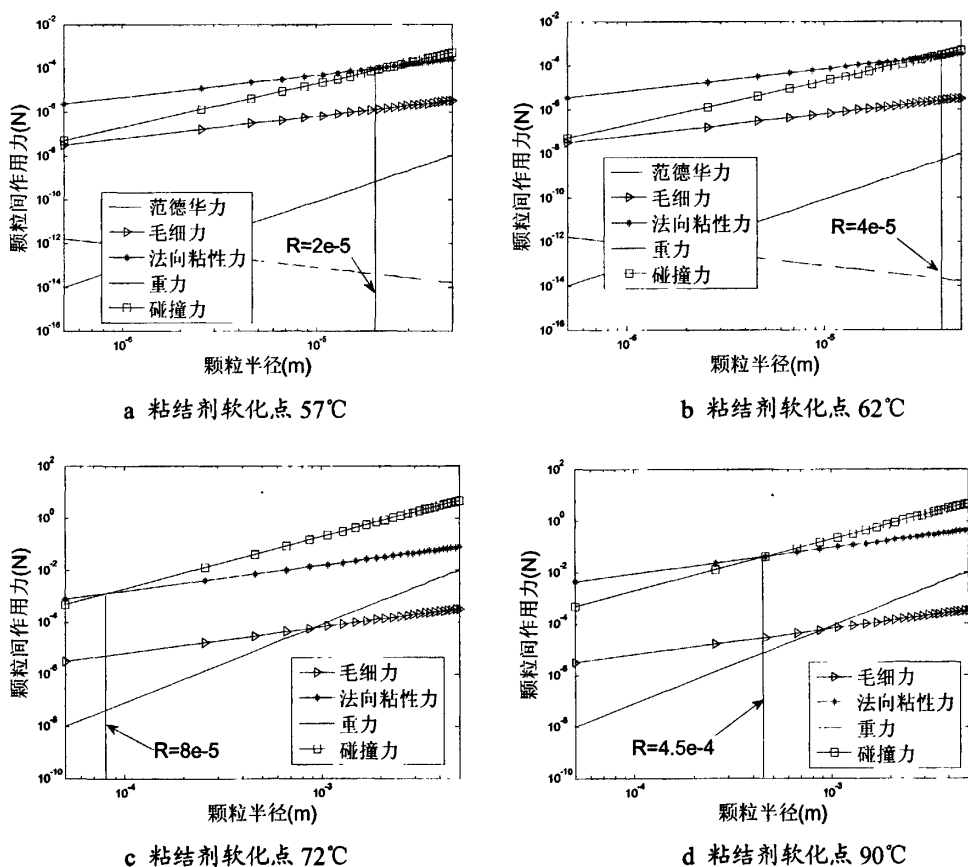 颗粒间作用力(N)
10⁻²
10⁻⁴
10⁻⁶
10⁻⁸
10⁻¹⁰
10⁻¹²
10⁻¹⁴
10⁻¹⁶
范德华力
毛细力
法向粘性力
重力
碰撞力
R=2e-5
10⁻⁶
10⁻⁵
颗粒半径(m)
a 粘结剂软化点 57℃
颗粒间作用力(N)
10⁻²
10⁻⁴
10⁻⁶
10⁻⁸
10⁻¹⁰
10⁻¹²
10⁻¹⁴
10⁻¹⁶
范德华力
毛细力
法向粘性力
重力
碰撞力
R=4e-5
10⁻⁶
10⁻⁵
颗粒半径(m)
b 粘结剂软化点 62℃
颗粒间作用力(N)
10²
10⁰
10⁻²
10⁻⁴
10⁻⁶
10⁻⁸
10⁻¹⁰
毛细力
法向粘性力
重力
碰撞力
R=8e-5
10⁻⁴
10⁻³
颗粒半径(m)
c 粘结剂软化点 72℃
颗粒间作用力(N)
10²
10⁰
10⁻²
10⁻⁴
10⁻⁶
10⁻⁸
10⁻¹⁰
毛细力
法向粘性力
重力
碰撞力
R=4.5e-4
10⁻⁴
10⁻³
颗粒半径(m)
d 粘结剂软化点 90℃